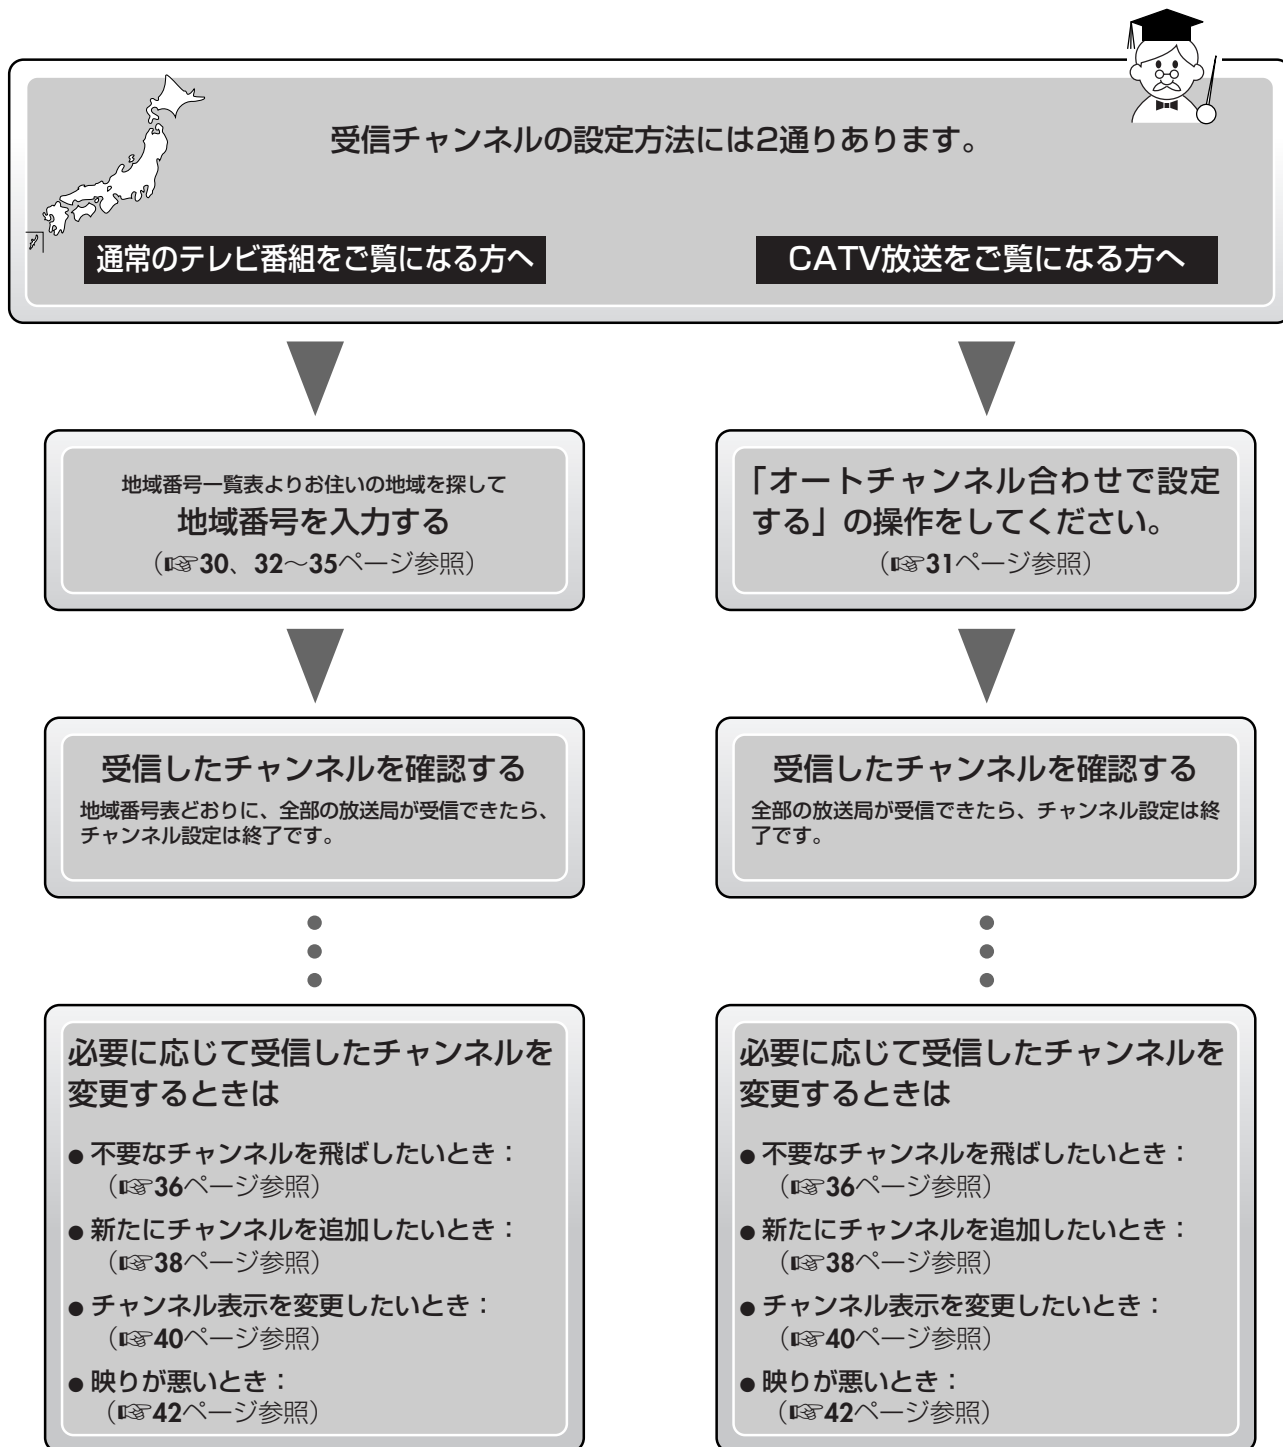 受信チャンネルの設定方法には2通りあります。
通常のテレビ番組をご覧になる方へ
地域番号一覧表よりお住いの地域を探して
地域番号を入力する
（☞30、32〜35ページ参照）
受信したチャンネルを確認する
地域番号表どおりに、全部の放送局が受信できたら、
チャンネル設定は終了です。
必要に応じて受信したチャンネルを
変更するときは
●不要なチャンネルを飛ばしたいとき：
（☞36ページ参照）
●新たにチャンネルを追加したいとき：
（☞38ページ参照）
●チャンネル表示を変更したいとき：
（☞40ページ参照）
●映りが悪いとき：
（☞42ページ参照）
CATV放送をご覧になる方へ
「オートチャンネル合わせで設定
する」の操作をしてください。
（☞31ページ参照）
受信したチャンネルを確認する
全部の放送局が受信できたら、チャンネル設定は終
了です。
必要に応じて受信したチャンネルを
変更するときは
●不要なチャンネルを飛ばしたいとき：
（☞36ページ参照）
●新たにチャンネルを追加したいとき：
（☞38ページ参照）
●チャンネル表示を変更したいとき：
（☞40ページ参照）
●映りが悪いとき：
（☞42ページ参照）